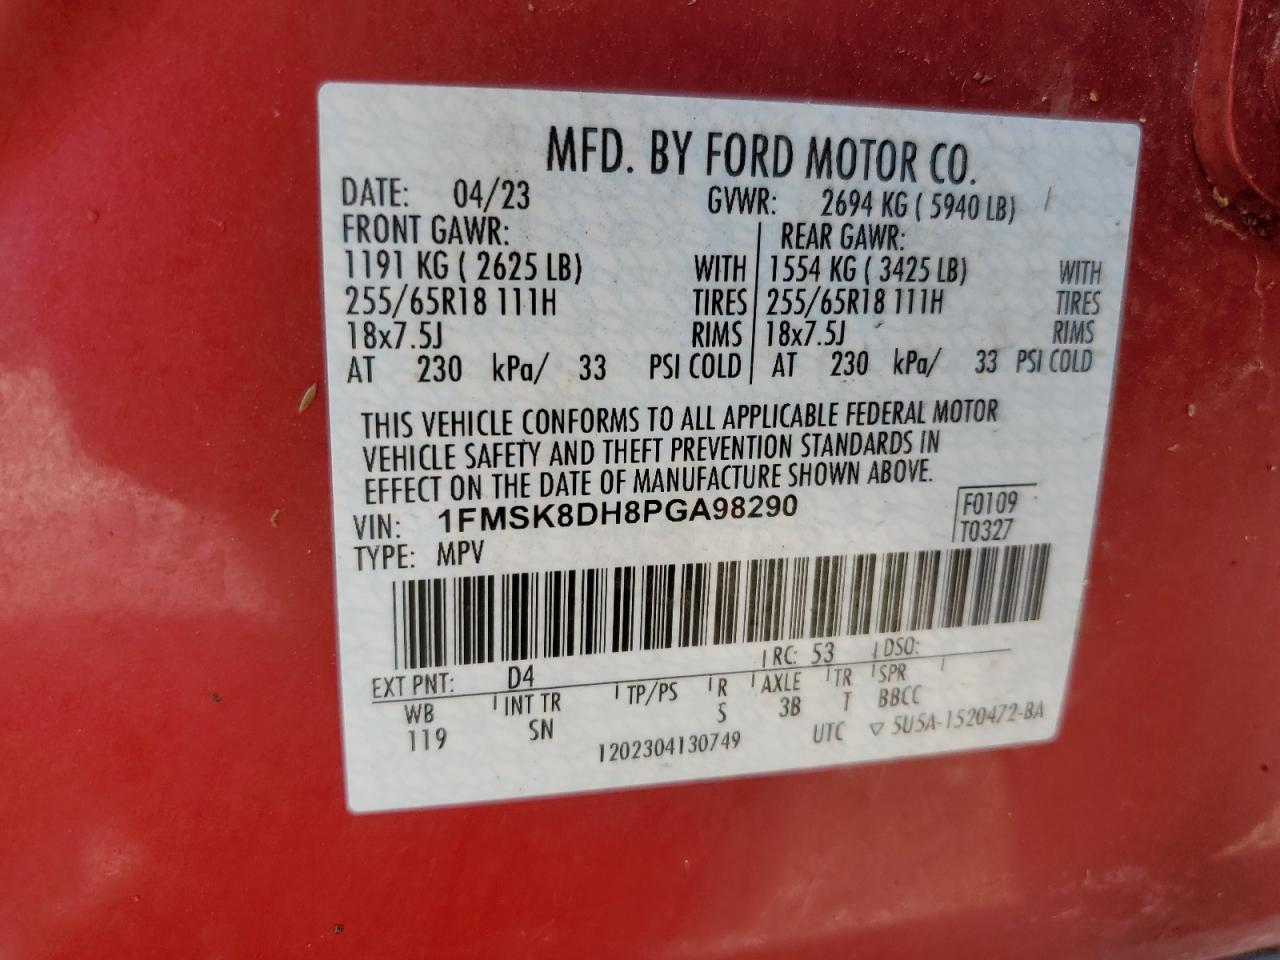 MFD. BY FORD MOTOR CO.
DATE: 04/23 GVWR: 2694 KG ( 5940 LB)
FRONT GAWR: REAR GAWR:
1191 KG ( 2625 LB) WITH 1554 KG ( 3425 LB) WITH
255/65R18 111H TIRES 255/65R18 111H TIRES
18x7.5J RIMS 18x7.5J RIMS
AT 230 kPa/ 33 PSI COLD AT 230 kPa/ 33 PSI COLD
THIS VEHICLE CONFORMS TO ALL APPLICABLE FEDERAL MOTOR
VEHICLE SAFETY AND THEFT PREVENTION STANDARDS IN
EFFECT ON THE DATE OF MANUFACTURE SHOWN ABOVE.
VIN: 1FMSK8DH8PGA98290 F0109
TYPE: MPV T0327
EXT PNT: D4 RC: 53 DSO:
WB INT TR TP/PS R AXLE TR SPR
119 SN S 3B T BBCC
1202304130749 UTC ▽ 5U5A-1520472-BA